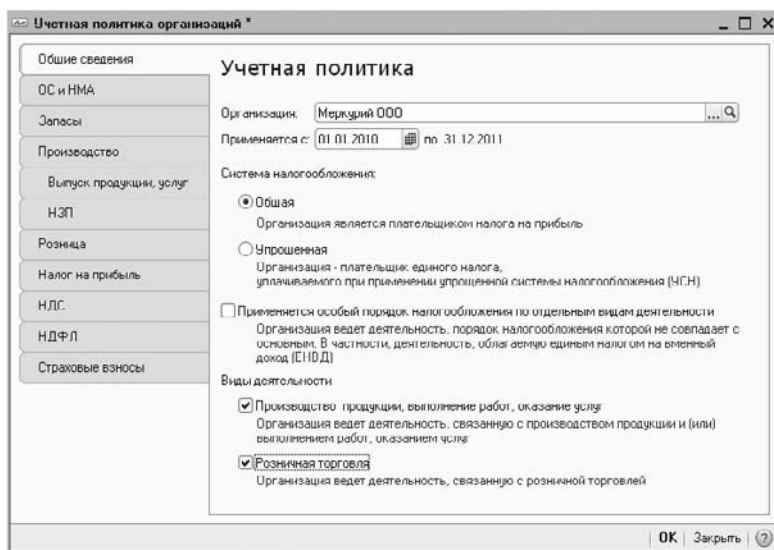 Учетная политика организаций *
Общие сведения
ОС и НМА
Запасы
Производство
Выпуск продукции, услуг
НЗП
Розница
Налог на прибыль
НДС
НДФЛ
Страховые взносы
Учетная политика
Организация: Меркурий ООО ...
Применяется с: 01.01.2010 по 31.12.2011
Система налогообложения:
Общая
Организация является плательщиком налога на прибыль
Упрощенная
Организация - плательщик единого налога,
уплачиваемого при применении упрощенной системы налогообложения (УСН)
Применяется особый порядок налогообложения по отдельным видам деятельности
Организация ведет деятельность, порядок налогообложения которой не совпадает с
основным. В частности, деятельность, облагаемую единым налогом на вмененный
доход (ЕНВД)
Виды деятельности
Производство продукции, выполнение работ, оказание услуг
Организация ведет деятельность, связанную с производством продукции и (или)
выполнением работ, оказанием услуг
Розничная торговля
Организация ведет деятельность, связанную с розничной торговлей
OK Закрыть ?